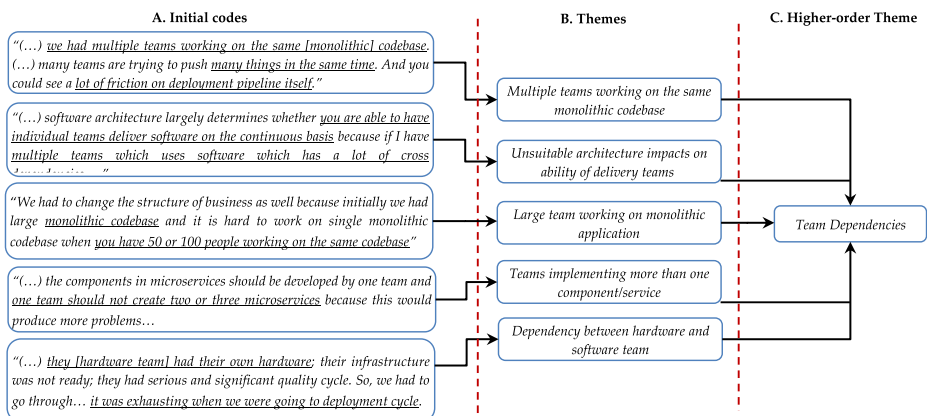 A. Initial codes
B. Themes
C. Higher-order Theme
“(…) we had multiple teams working on the same [monolithic] codebase.
(…) many teams are trying to push many things in the same time. And you
could see a lot of friction on deployment pipeline itself.”
“(…) software architecture largely determines whether you are able to have
individual teams deliver software on the continuous basis because if I have
multiple teams which uses software which has a lot of cross
“We had to change the structure of business as well because initially we had
large monolithic codebase and it is hard to work on single monolithic
codebase when you have 50 or 100 people working on the same codebase”
“(…) the components in microservices should be developed by one team and
one team should not create two or three microservices because this would
produce more problems…
“(…) they [hardware team] had their own hardware; their infrastructure
was not ready; they had serious and significant quality cycle. So, we had to
go through… it was exhausting when we were going to deployment cycle.
Multiple teams working on the same
monolithic codebase
Unsuitable architecture impacts on
ability of delivery teams
Large team working on monolithic
application
Teams implementing more than one
component/service
Dependency between hardware and
software team
Team Dependencies